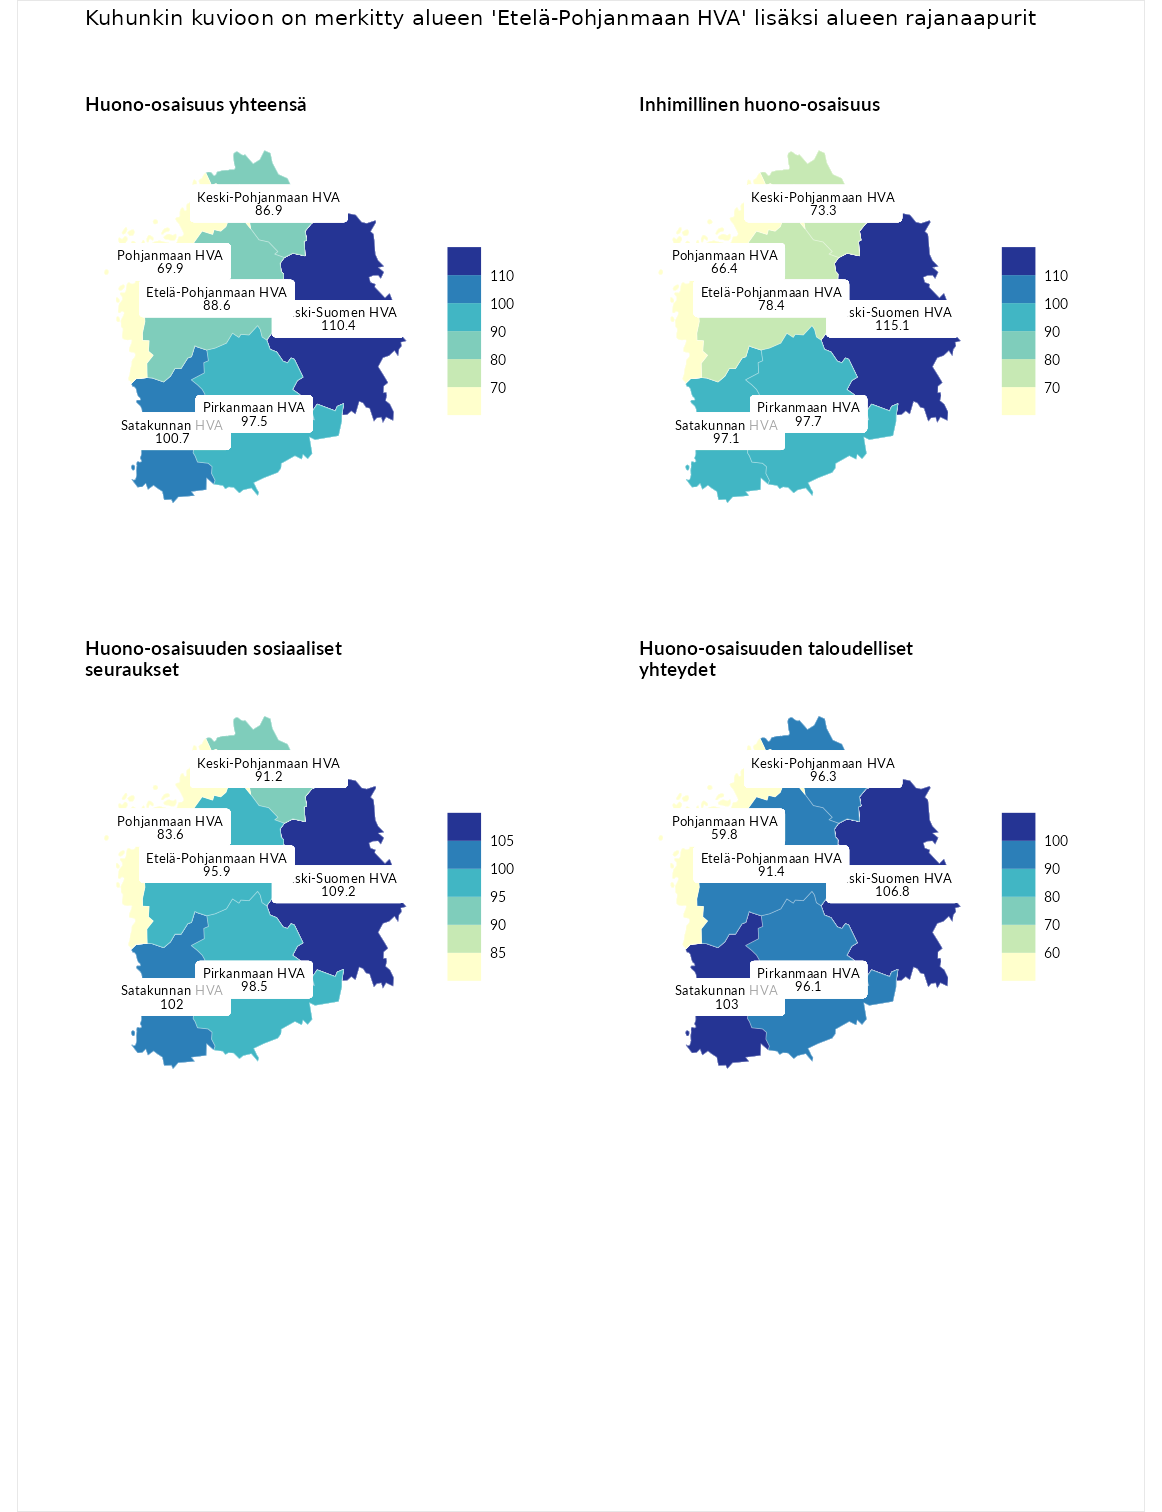 Kuhunkin kuvioon on merkitty alueen 'Etelä-Pohjanmaan HVA' lisäksi alueen rajanaapurit
Huono-osaisuus yhteensä
Keski-Pohjanmaan HVA
86.9
Pohjanmaan HVA
69.9
Etelä-Pohjanmaan HVA
88.6
ski-Suomen HVA
110.4
Pirkanmaan HVA
97.5
Satakunnan HVA
100.7
110
100
90
80
70
Inhimillinen huono-osaisuus
Keski-Pohjanmaan HVA
73.3
Pohjanmaan HVA
66.4
Etelä-Pohjanmaan HVA
78.4
ski-Suomen HVA
115.1
Pirkanmaan HVA
97.7
Satakunnan HVA
97.1
110
100
90
80
70
Huono-osaisuuden sosiaaliset
seuraukset
Keski-Pohjanmaan HVA
91.2
Pohjanmaan HVA
83.6
Etelä-Pohjanmaan HVA
95.9
ski-Suomen HVA
109.2
Pirkanmaan HVA
98.5
Satakunnan HVA
102
105
100
95
90
85
Huono-osaisuuden taloudelliset
yhteydet
Keski-Pohjanmaan HVA
96.3
Pohjanmaan HVA
59.8
Etelä-Pohjanmaan HVA
91.4
ski-Suomen HVA
106.8
Pirkanmaan HVA
96.1
Satakunnan HVA
103
100
90
80
70
60